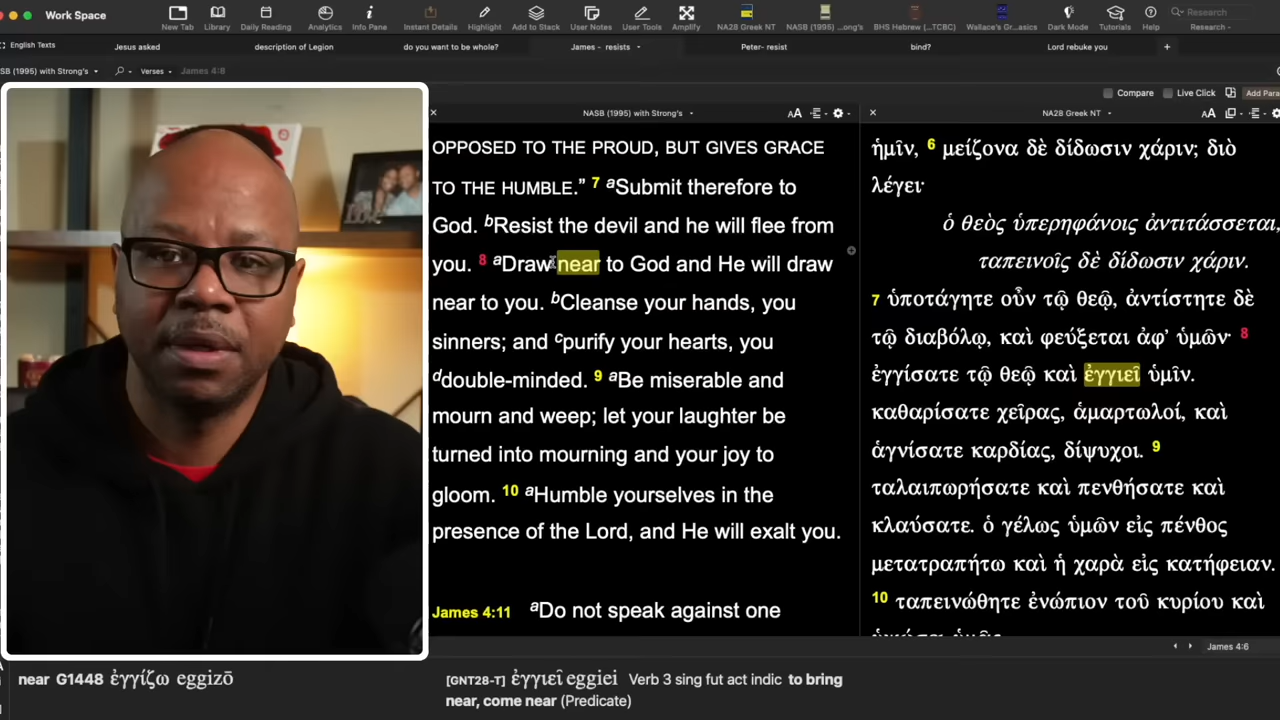 Work Space
New Tab
Library
Daily Reading
Analytics
Info Pane
Instant Details
Highlight
Add to Stack
User Notes
User Tools
Amplify
NA28 Greek NT
NASB (1995) ...ong's
BHS Hebrew (...TCBC)
Wallace's Gr...asics
Dark Mode
Tutorials
Help
Research
Research
English Texts
Jesus asked
description of Legion
do you want to be whole?
James - resists
Peter- resist
bind?
Lord rebuke you
SB (1995) with Strong's
Verses
James 4:6
Compare
Live Click
Add Para
NASB (1995) with Strong's
OPPOSED TO THE PROUD, BUT GIVES GRACE
TO THE HUMBLE.” 7 aSubmit therefore to
God. bResist the devil and he will flee from
you. 8 aDraw near to God and He will draw
near to you. bCleanse your hands, you
sinners; and cpurify your hearts, you
ddouble-minded. 9 aBe miserable and
mourn and weep; let your laughter be
turned into mourning and your joy to
gloom. 10 aHumble yourselves in the
presence of the Lord, and He will exalt you.
James 4:11 aDo not speak against one
NA28 Greek NT
ἡμῖν, 6 μείζονα δὲ δίδωσιν χάριν; διὸ
λέγει·
ὁ θεὸς ὑπερηφάνοις ἀντιτάσσεται,
ταπεινοῖς δὲ δίδωσιν χάριν.
7 ὑποτάγητε οὖν τῷ θεῷ, ἀντίστητε δὲ
τῷ διαβόλῳ, καὶ φεύξεται ἀφ’ ὑμῶν· 8
ἐγγίσατε τῷ θεῷ καὶ ἐγγιεῖ ὑμῖν.
καθαρίσατε χεῖρας, ἁμαρτωλοί, καὶ
ἁγνίσατε καρδίας, δίψυχοι. 9
ταλαιπωρήσατε καὶ πενθήσατε καὶ
κλαύσατε. ὁ γέλως ὑμῶν εἰς πένθος
μετατραπήτω καὶ ἡ χαρὰ εἰς κατήφειαν.
10 ταπεινώθητε ἐνώπιον τοῦ κυρίου καὶ
James 4:6
near G1448 ἐγγίζω eggizō
[GNT28-T] ἐγγιεῖ eggiei Verb 3 sing fut act indic to bring
near, come near (Predicate)